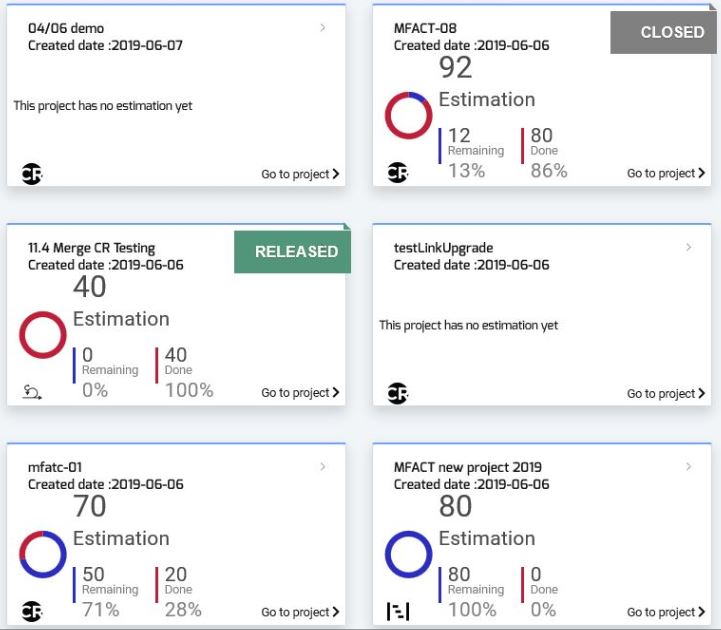 04/06 demo
Created date :2019-06-07
This project has no estimation yet
CR
Go to project
MFACT-08
Created date :2019-06-06
CLOSED
92
Estimation
12
Remaining
13%
80
Done
86%
CR
Go to project
11.4 Merge CR Testing
Created date :2019-06-06
RELEASED
40
Estimation
0
Remaining
0%
40
Done
100%
Go to project
testLinkUpgrade
Created date :2019-06-06
This project has no estimation yet
CR
Go to project
mfatc-01
Created date :2019-06-06
70
Estimation
50
Remaining
71%
20
Done
28%
CR
Go to project
MFACT new project 2019
Created date :2019-06-06
80
Estimation
80
Remaining
100%
0
Done
0%
Go to project